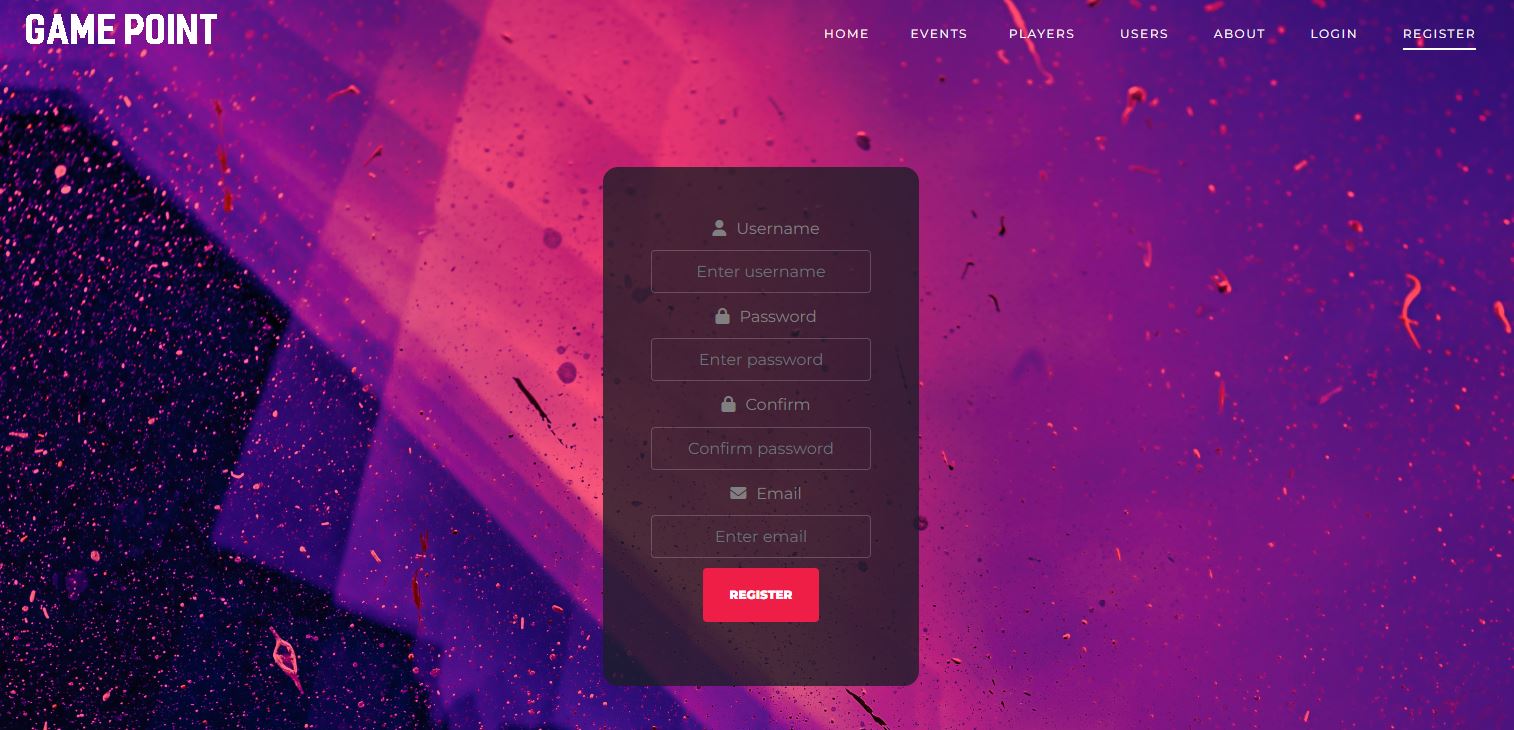 GAME POINT
HOME EVENTS PLAYERS USERS ABOUT LOGIN REGISTER
Username
Enter username
Password
Enter password
Confirm
Confirm password
Email
Enter email
REGISTER